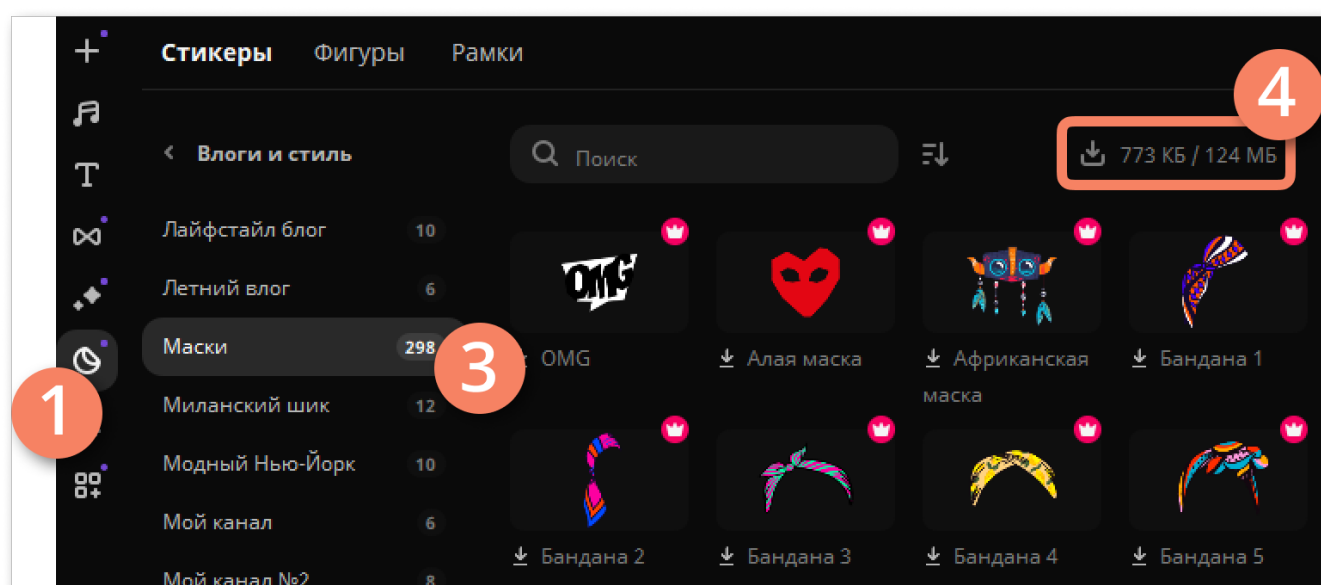 Стикеры Фигуры Рамки
4
Влоги и стиль
Поиск
773 КБ / 124 МБ
Лайфстайл блог 10
Летний влог 6
Маски 298
3
Миланский шик 12
Модный Нью-Йорк 10
Мой канал 6
Мой канал №2 8
1
OMG
OMG
Алая маска
Африканская
маска
Бандана 1
Бандана 2
Бандана 3
Бандана 4
Бандана 5